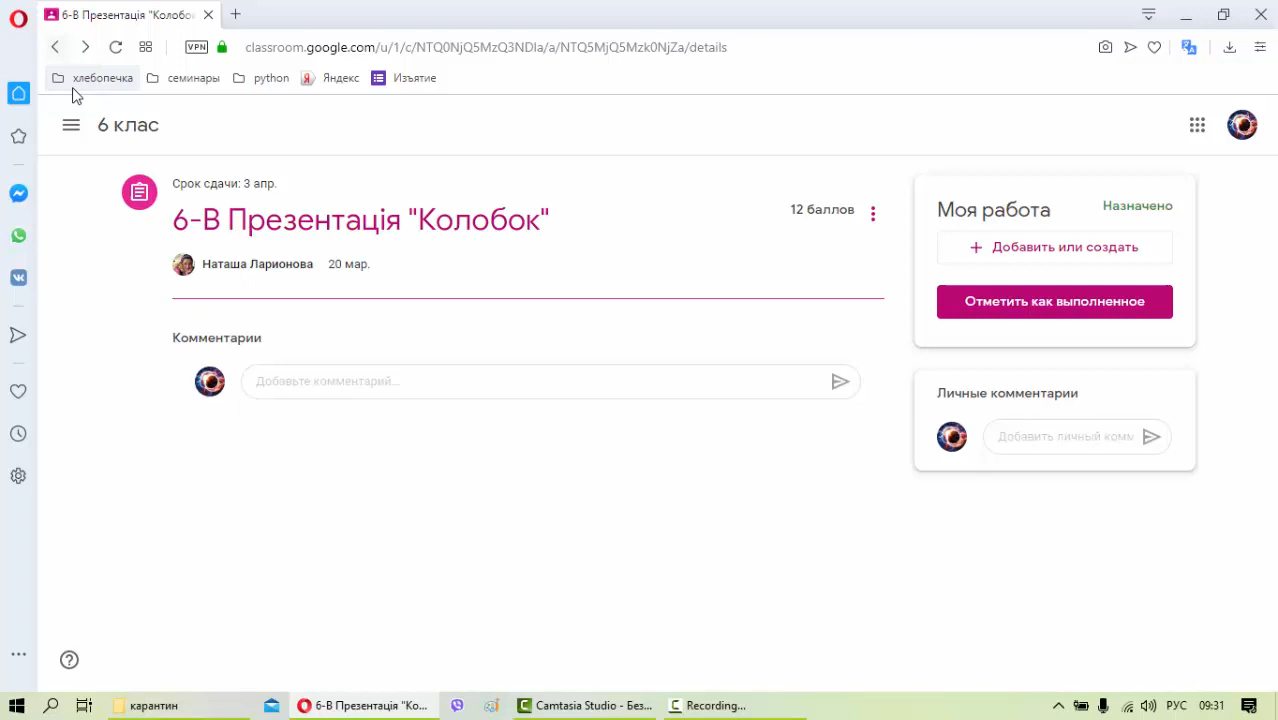 6-В Презентація "Колобок
VPN
classroom.google.com/u/1/c/NTQ0NjQ5MzQ3NDIa/a/NTQ5MjQ5Mzk0NjZa/details
хлебопечка семинары python Яндекс Изъятие
6 клас
Срок сдачи: 3 апр.
6-В Презентація "Колобок"
12 баллов
Наташа Ларионова 20 мар.
Комментарии
Добавьте комментарий...
Моя работа
Назначено
+ Добавить или создать
Отметить как выполненное
Личные комментарии
Добавить личный комм
карантин
6-В Презентація "Ко...
Camtasia Studio - Без...
Recording...
РУС
09:31